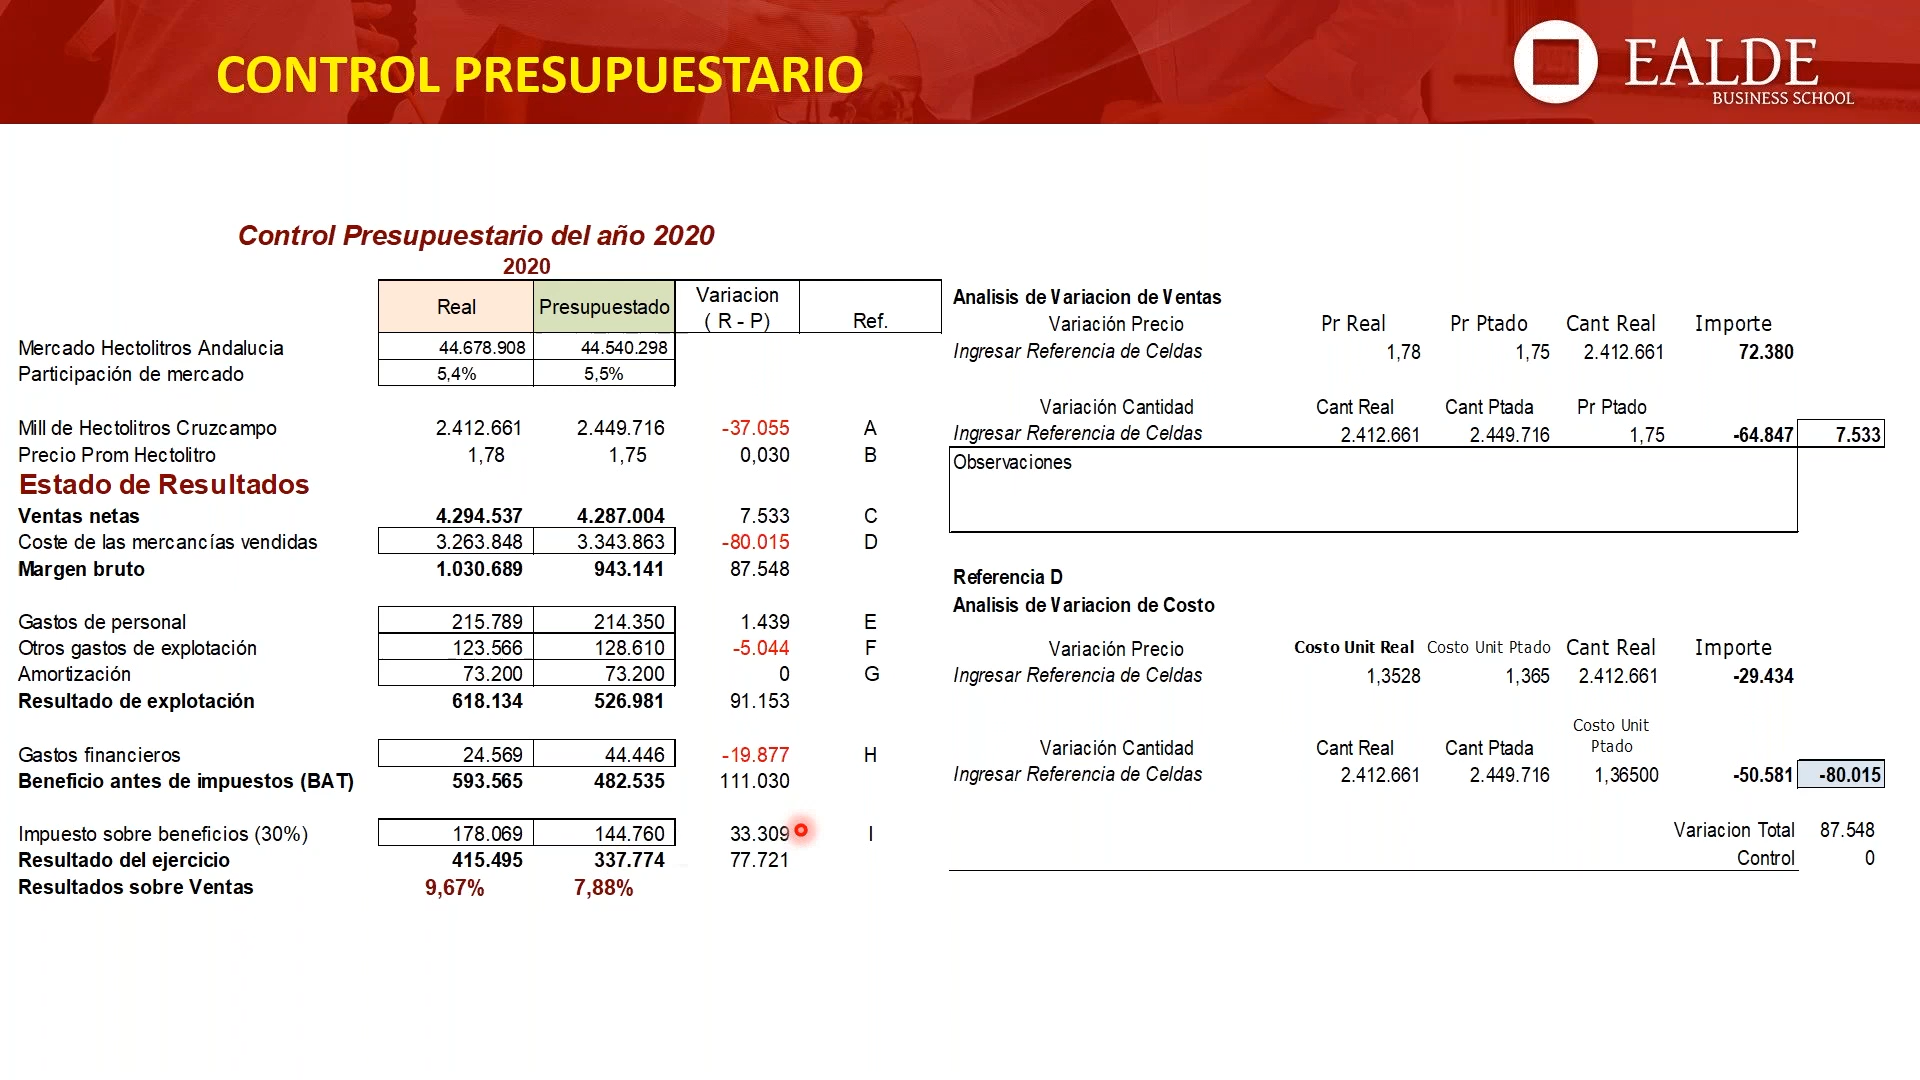 CONTROL PRESUPUESTARIO
EALDE
BUSINESS SCHOOL
Control Presupuestario del año 2020
2020
Real Presupuestado Variacion ( R - P) Ref.
Mercado Hectolitros Andalucia 44.678.908 44.540.298
Participación de mercado 5,4% 5,5%
Mill de Hectolitros Cruzcampo 2.412.661 2.449.716 -37.055 A
Precio Prom Hectolitro 1,78 1,75 0,030 B
Estado de Resultados
Ventas netas 4.294.537 4.287.004 7.533 C
Coste de las mercancías vendidas 3.263.848 3.343.863 -80.015 D
Margen bruto 1.030.689 943.141 87.548
Gastos de personal 215.789 214.350 1.439 E
Otros gastos de explotación 123.566 128.610 -5.044 F
Amortización 73.200 73.200 0 G
Resultado de explotación 618.134 526.981 91.153
Gastos financieros 24.569 44.446 -19.877 H
Beneficio antes de impuestos (BAT) 593.565 482.535 111.030
Impuesto sobre beneficios (30%) 178.069 144.760 33.309 I
Resultado del ejercicio 415.495 337.774 77.721
Resultados sobre Ventas 9,67% 7,88%
Analisis de Variacion de Ventas
Variación Precio Pr Real Pr Ptado Cant Real Importe
Ingresar Referencia de Celdas 1,78 1,75 2.412.661 72.380
Variación Cantidad Cant Real Cant Ptada Pr Ptado
Ingresar Referencia de Celdas 2.412.661 2.449.716 1,75 -64.847 7.533
Observaciones
Referencia D
Analisis de Variacion de Costo
Variación Precio Costo Unit Real Costo Unit Ptado Cant Real Importe
Ingresar Referencia de Celdas 1,3528 1,365 2.412.661 -29.434
Variación Cantidad Cant Real Cant Ptada Costo Unit Ptado
Ingresar Referencia de Celdas 2.412.661 2.449.716 1,36500 -50.581 -80.015
Variacion Total 87.548
Control 0